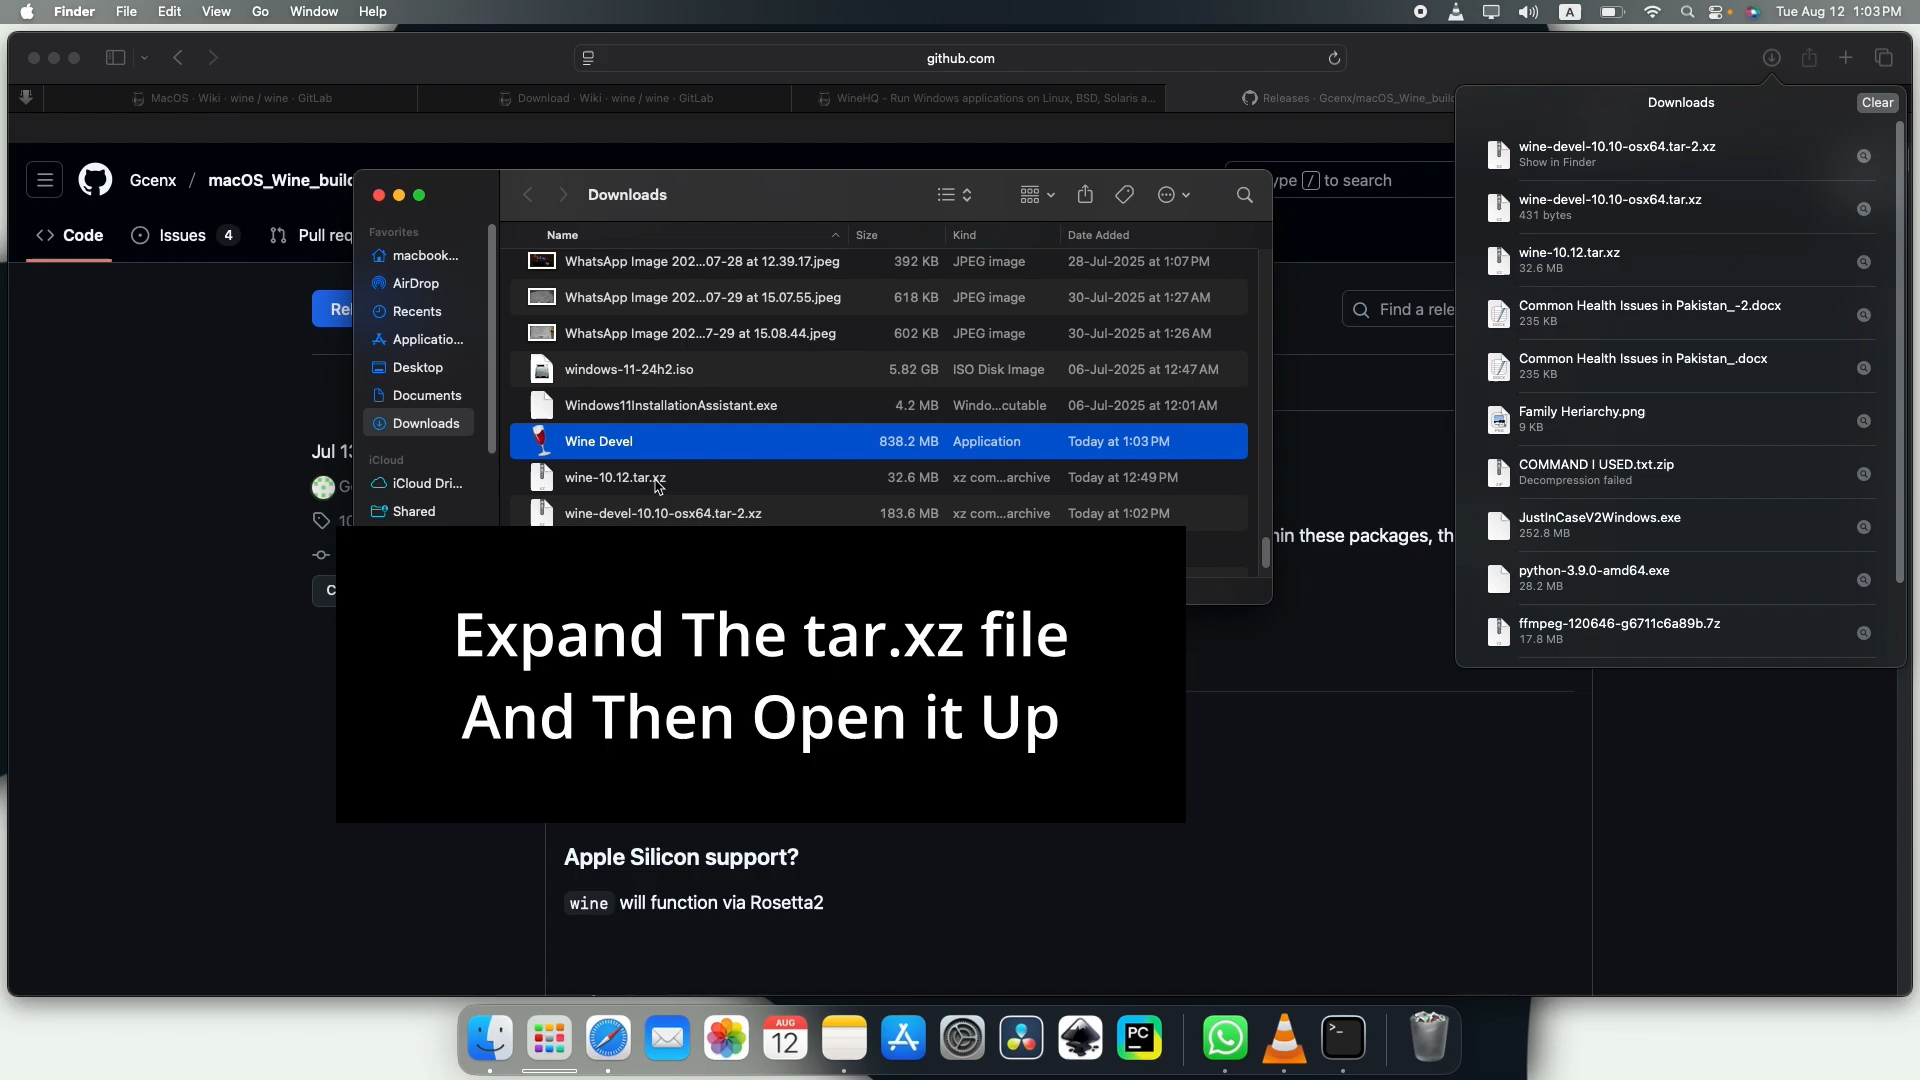 Finder File Edit View Go Window Help
A
Tue Aug 12 1:03 PM
github.com
MacOS · Wiki · wine / wine · GitLab
Download · Wiki · wine / wine · GitLab
WineHQ - Run Windows applications on Linux, BSD, Solaris a...
Releases · Gcenx/macOS_Wine_buil
Gcenx / macOS_Wine_buil
ype / to search
Code
Issues 4
Pull req
Rel
Find a rele
Jul 13
G
10
C
Downloads
Favorites
macbook...
AirDrop
Recents
Applicatio...
Desktop
Documents
Downloads
iCloud
iCloud Dri...
Shared
Name Size Kind Date Added
WhatsApp Image 202...07-28 at 12.39.17.jpeg 392 KB JPEG image 28-Jul-2025 at 1:07 PM
WhatsApp Image 202...07-29 at 15.07.55.jpeg 618 KB JPEG image 30-Jul-2025 at 1:27 AM
WhatsApp Image 202...7-29 at 15.08.44.jpeg 602 KB JPEG image 30-Jul-2025 at 1:26 AM
windows-11-24h2.iso 5.82 GB ISO Disk Image 06-Jul-2025 at 12:47 AM
Windows11InstallationAssistant.exe 4.2 MB Windo...cutable 06-Jul-2025 at 12:01 AM
Wine Devel 838.2 MB Application Today at 1:03 PM
wine-10.12.tar.xz 32.6 MB xz com...archive Today at 12:49 PM
wine-devel-10.10-osx64.tar-2.xz 183.6 MB xz com...archive Today at 1:02 PM
hin these packages, th
Expand The tar.xz file
And Then Open it Up
Apple Silicon support?
wine will function via Rosetta2
Downloads
Clear
wine-devel-10.10-osx64.tar-2.xz
Show in Finder
wine-devel-10.10-osx64.tar.xz
431 bytes
wine-10.12.tar.xz
32.6 MB
Common Health Issues in Pakistan_-2.docx
235 KB
Common Health Issues in Pakistan_.docx
235 KB
Family Heriarchy.png
9 KB
COMMAND I USED.txt.zip
Decompression failed
JustInCaseV2Windows.exe
252.8 MB
python-3.9.0-amd64.exe
28.2 MB
ffmpeg-120646-g6711c6a89b.7z
17.8 MB
AUG
12
PC